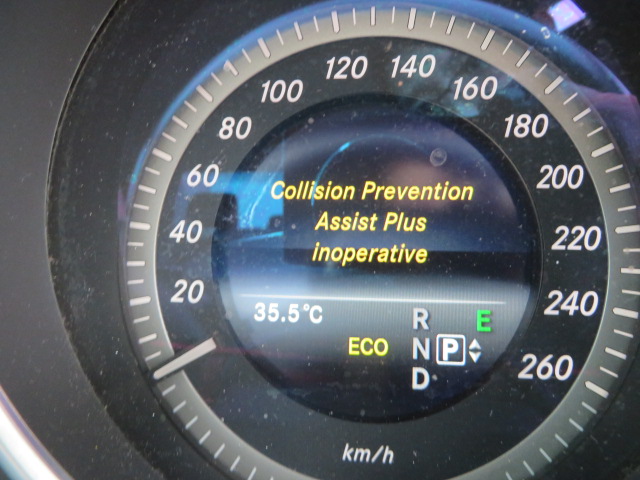 120 140
100 160
80 180
60 200
Collision Prevention
Assist Plus
inoperative
40 220
20 240
35.5°C R E
ECO N P
D 260
km/h